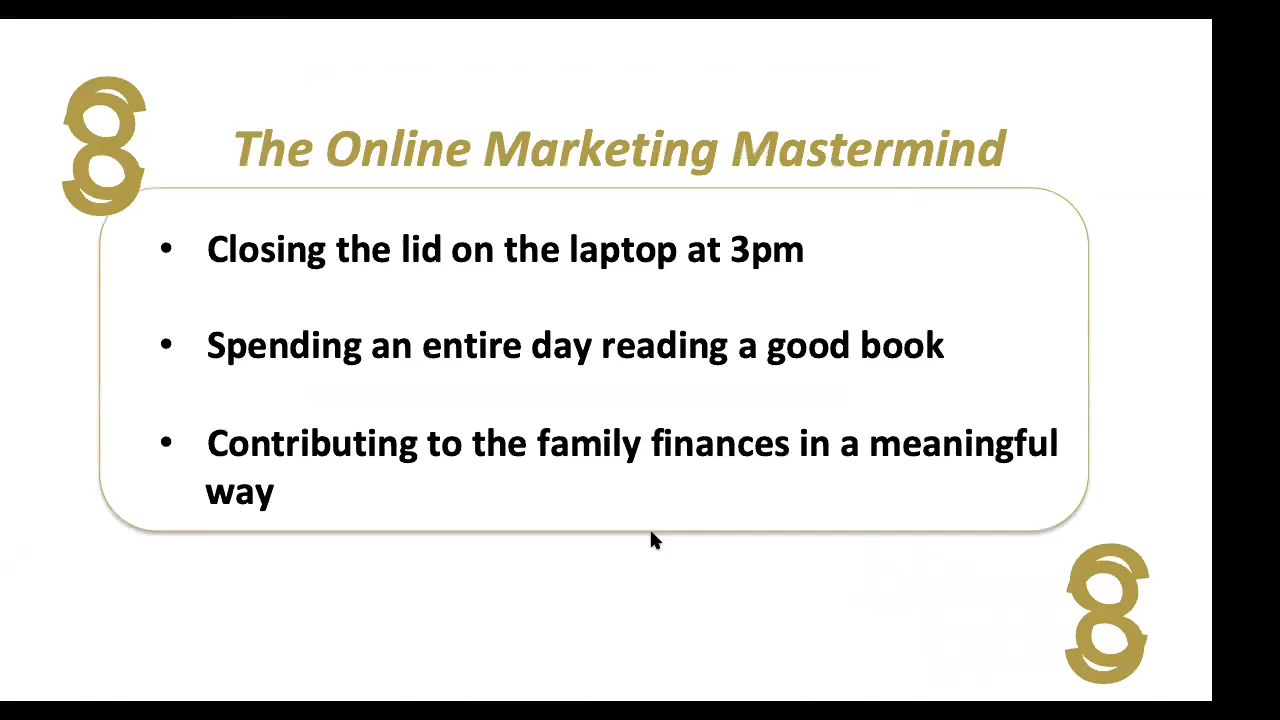 The Online Marketing Mastermind
• Closing the lid on the laptop at 3pm
• Spending an entire day reading a good book
• Contributing to the family finances in a meaningful
way